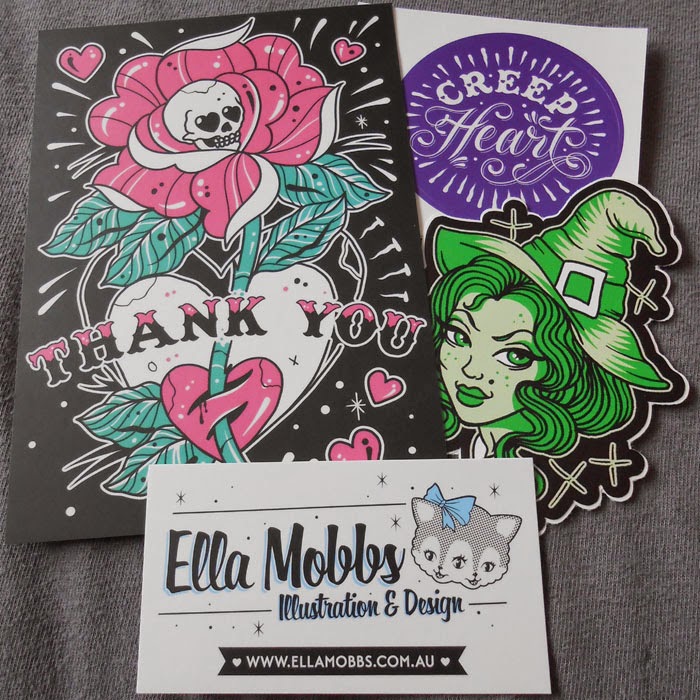 CREEP
Heart
THANK YOU
Ella Mobbs
Illustration & Design
WWW.ELLAMOBBS.COM.AU